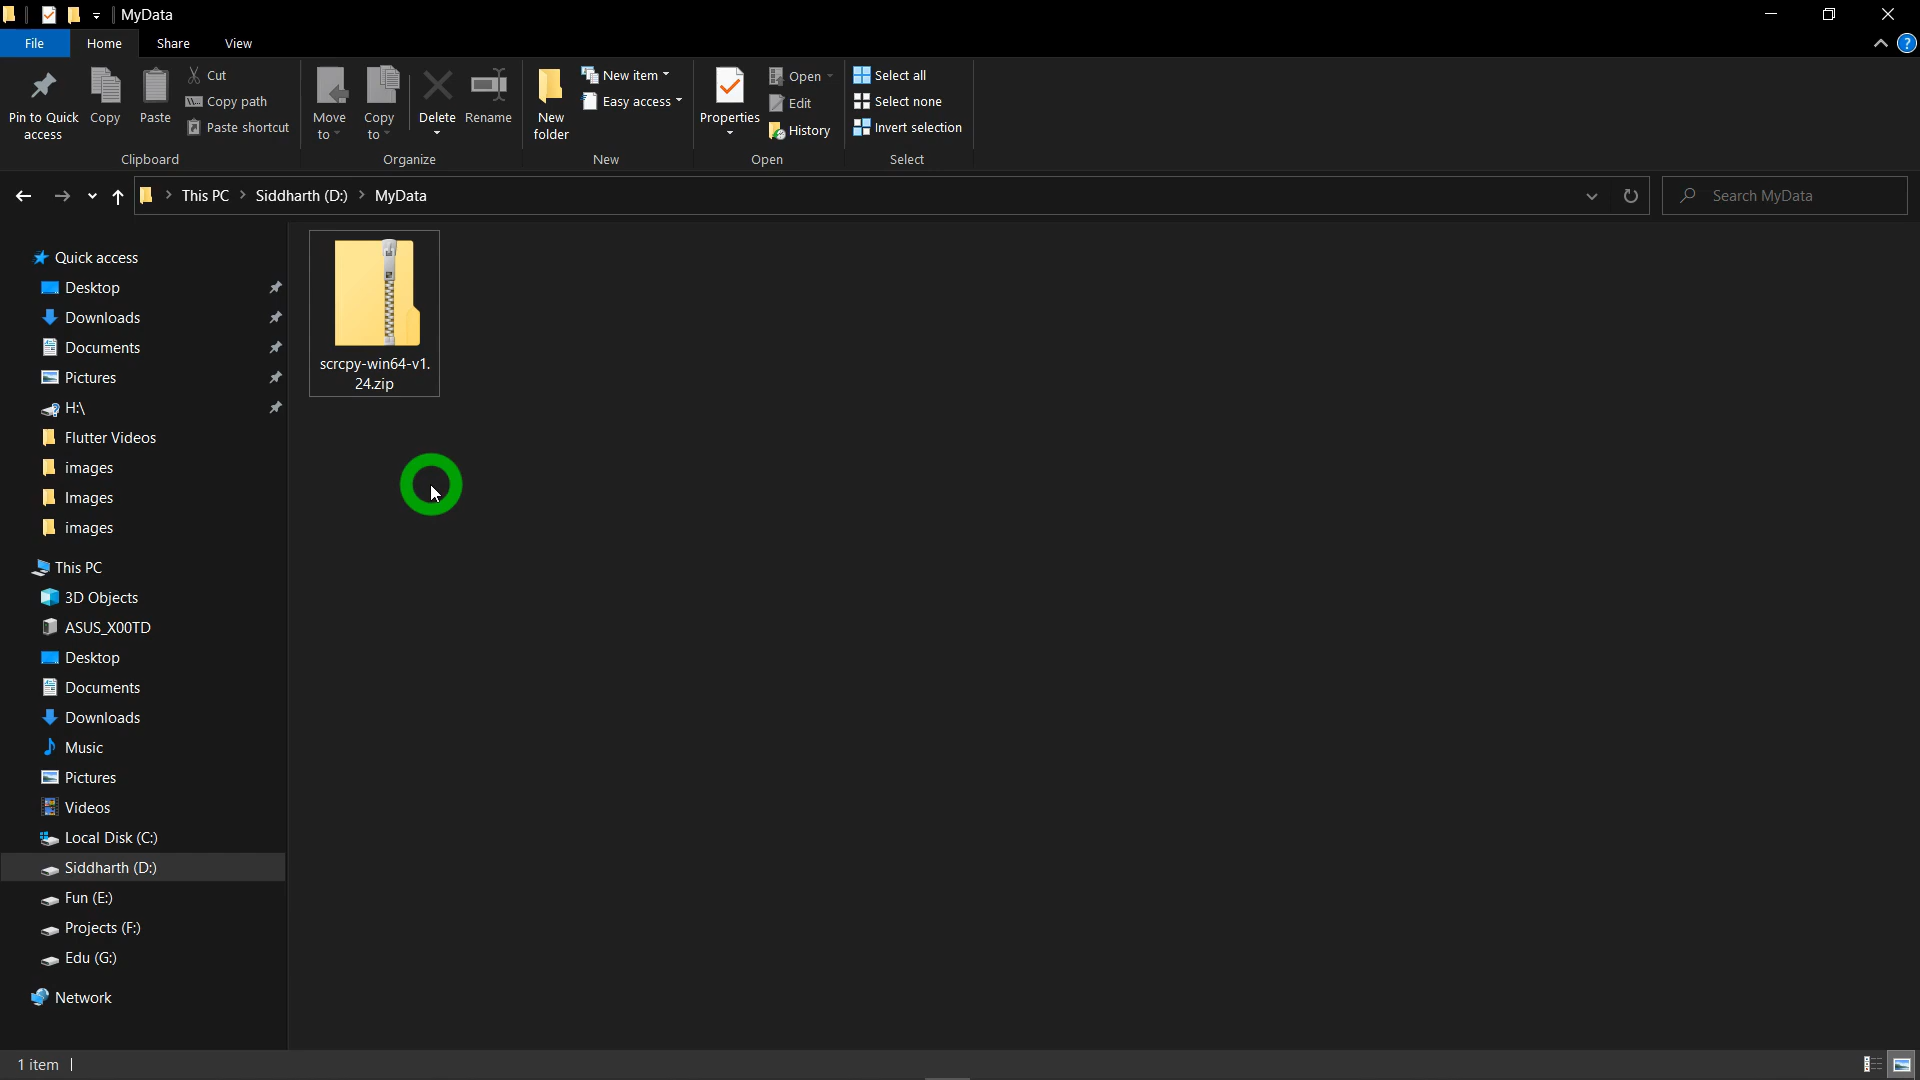 MyData
File Home Share View
Pin to Quick access
Copy
Paste
Cut
Copy path
Paste shortcut
Clipboard
Move to
Copy to
Delete
Rename
Organize
New folder
New item
Easy access
New
Properties
Open
Edit
History
Open
Select all
Select none
Invert selection
Select
This PC > Siddharth (D:) > MyData
Search MyData
Quick access
Desktop
Downloads
Documents
Pictures
H:\
Flutter Videos
images
Images
images
This PC
3D Objects
ASUS_X00TD
Desktop
Documents
Downloads
Music
Pictures
Videos
Local Disk (C:)
Siddharth (D:)
Fun (E:)
Projects (F:)
Edu (G:)
Network
scrcpy-win64-v1.
24.zip
1 item